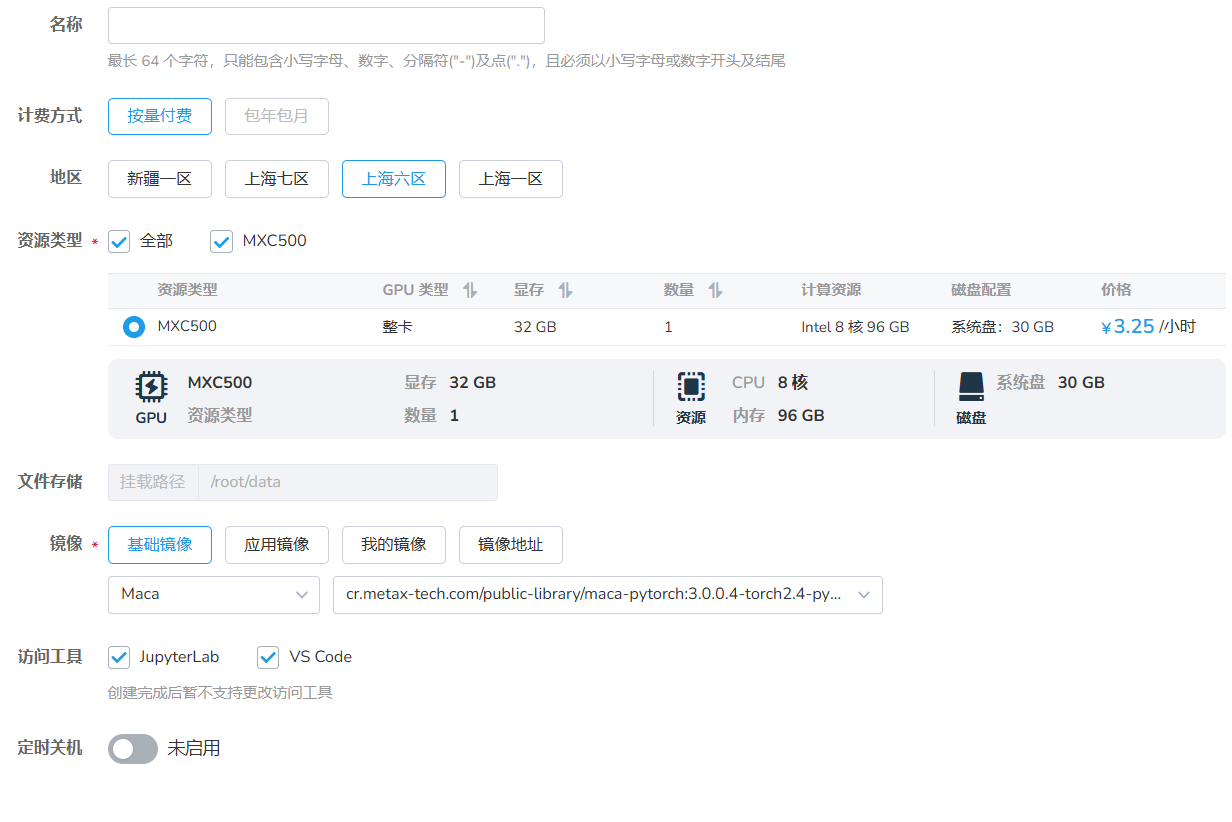 名称
最长 64 个字符，只能包含小写字母、数字、分隔符("-")及点(".")，且必须以小写字母或数字开头及结尾
计费方式 按量付费 包年包月
地区 新疆一区 上海七区 上海六区 上海一区
资源类型 * 全部 MXC500
资源类型 GPU 类型 显存 数量 计算资源 磁盘配置 价格
MXC500 整卡 32 GB 1 Intel 8 核 96 GB 系统盘：30 GB ¥3.25 /小时
MXC500 显存 32 GB CPU 8 核 系统盘 30 GB
GPU 资源类型 数量 1 资源 内存 96 GB 磁盘
文件存储 挂载路径 /root/data
镜像 * 基础镜像 应用镜像 我的镜像 镜像地址
Maca cr.metax-tech.com/public-library/maca-pytorch:3.0.0.4-torch2.4-py...
访问工具 JupyterLab VS Code
创建完成后暂不支持更改访问工具
定时关机 未启用